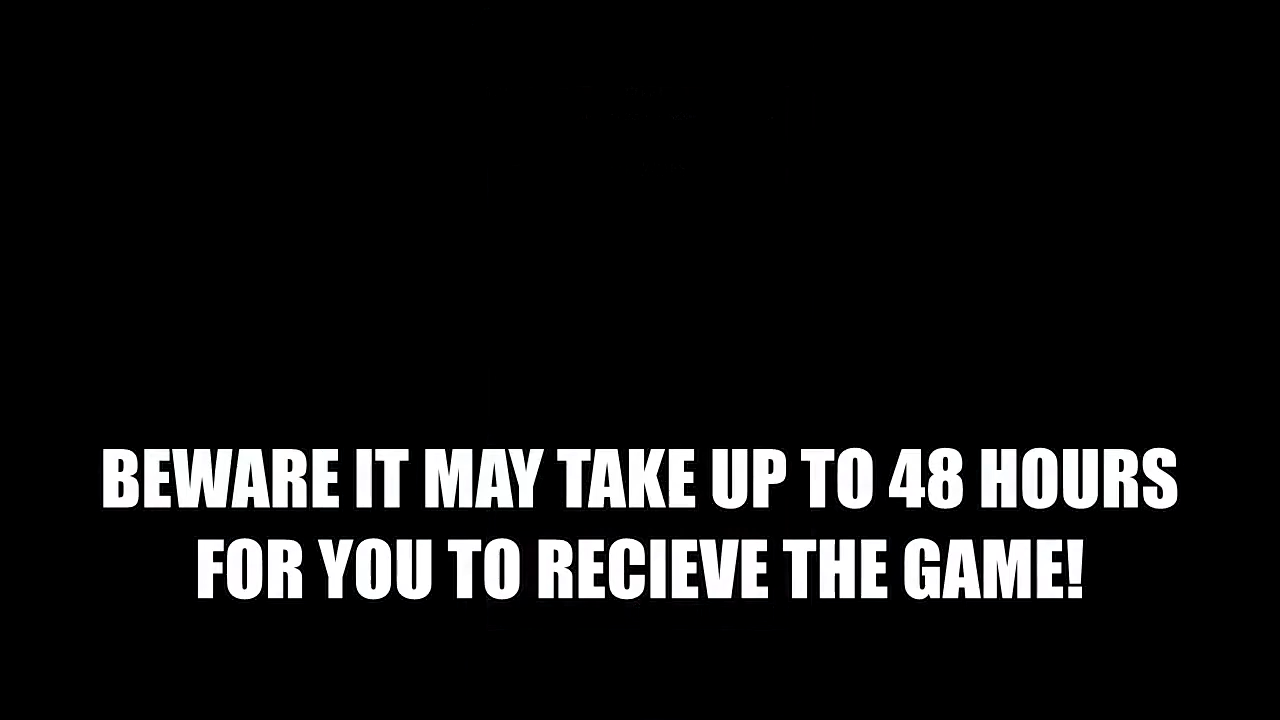 BEWARE IT MAY TAKE UP TO 48 HOURS
FOR YOU TO RECIEVE THE GAME!